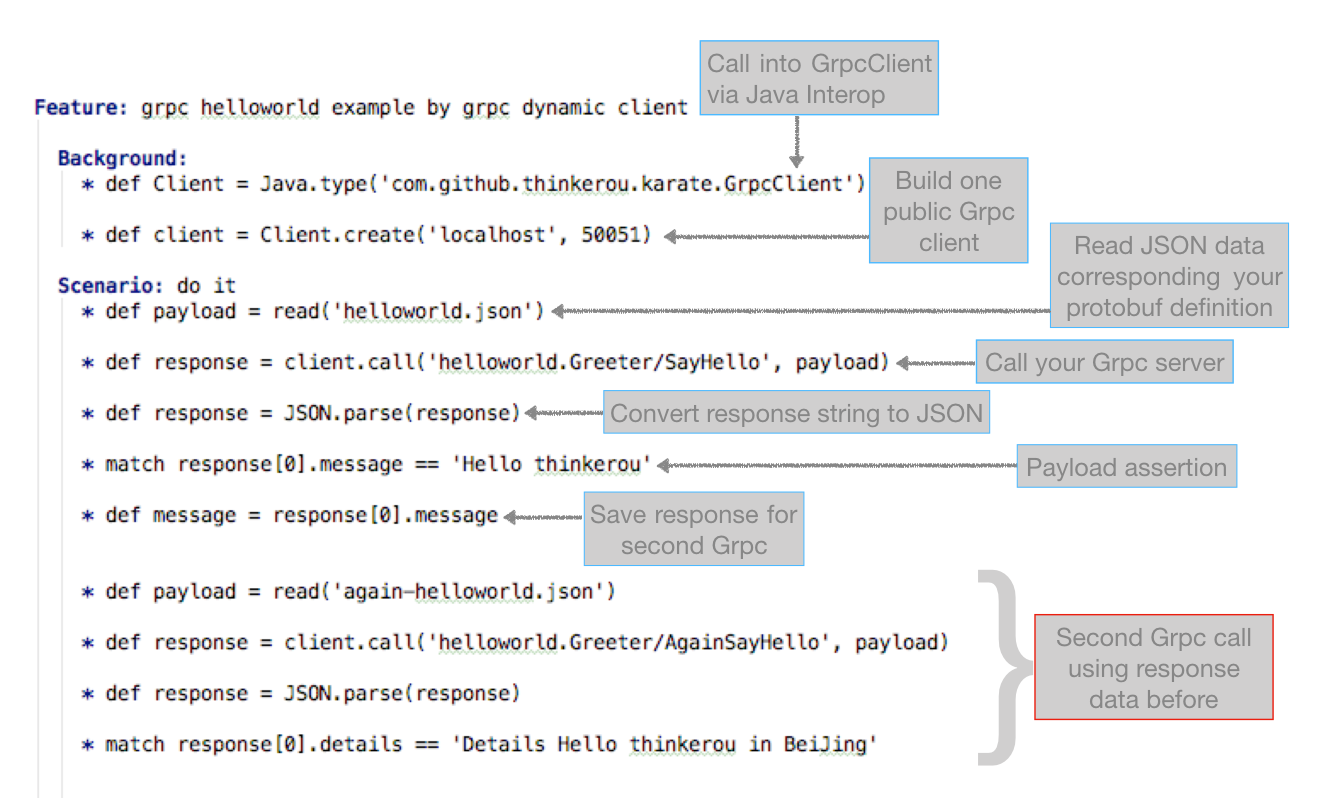 Call into GrpcClient
via Java Interop
Feature: grpc helloworld example by grpc dynamic client
Background:
* def Client = Java.type('com.github.thinkerou.karate.GrpcClient')
Build one
public Grpc
client
* def client = Client.create('localhost', 50051)
Read JSON data
corresponding your
protobuf definition
Scenario: do it
* def payload = read('helloworld.json')
* def response = client.call('helloworld.Greeter/SayHello', payload)
Call your Grpc server
* def response = JSON.parse(response)
Convert response string to JSON
* match response[0].message == 'Hello thinkerou'
Payload assertion
* def message = response[0].message
Save response for
second Grpc
* def payload = read('again-helloworld.json')
* def response = client.call('helloworld.Greeter/AgainSayHello', payload)
Second Grpc call
using response
data before
* def response = JSON.parse(response)
* match response[0].details == 'Details Hello thinkerou in BeiJing'